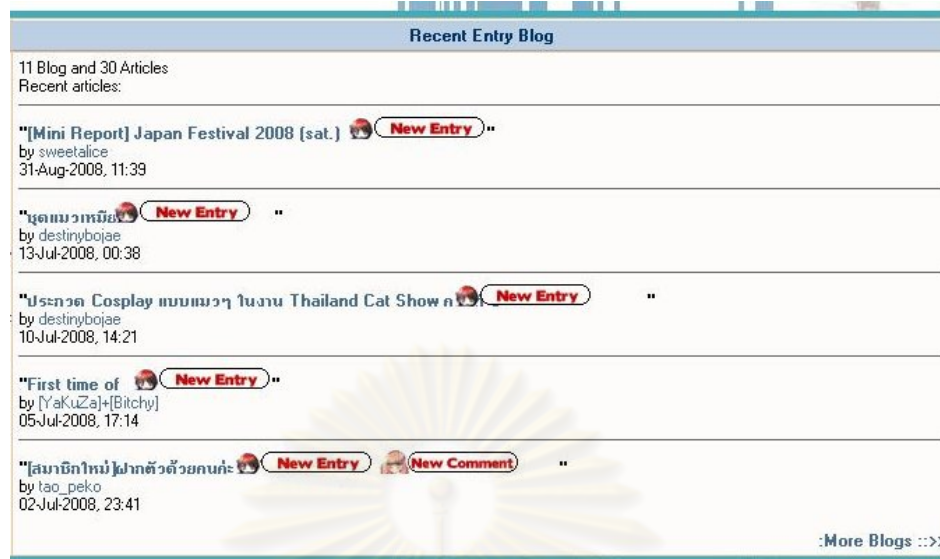 Recent Entry Blog
11 Blog and 30 Articles
Recent articles:
"[Mini Report] Japan Festival 2008 (sat.) New Entry "
by sweetalice
31-Aug-2008, 11:39
"ชุดแมวเหมียว New Entry "
by destinybojae
13-Jul-2008, 00:38
"ประกวด Cosplay แบบแมวๆ ในงาน Thailand Cat Show New Entry "
by destinybojae
10-Jul-2008, 14:21
"First time of New Entry "
by [YaKuZa]+[Bitchy]
05-Jul-2008, 17:14
"[สมาชิกใหม่]ฝากตัวด้วยคนค่ะ New Entry New Comment "
by tao_peko
02-Jul-2008, 23:41
:More Blogs ::>